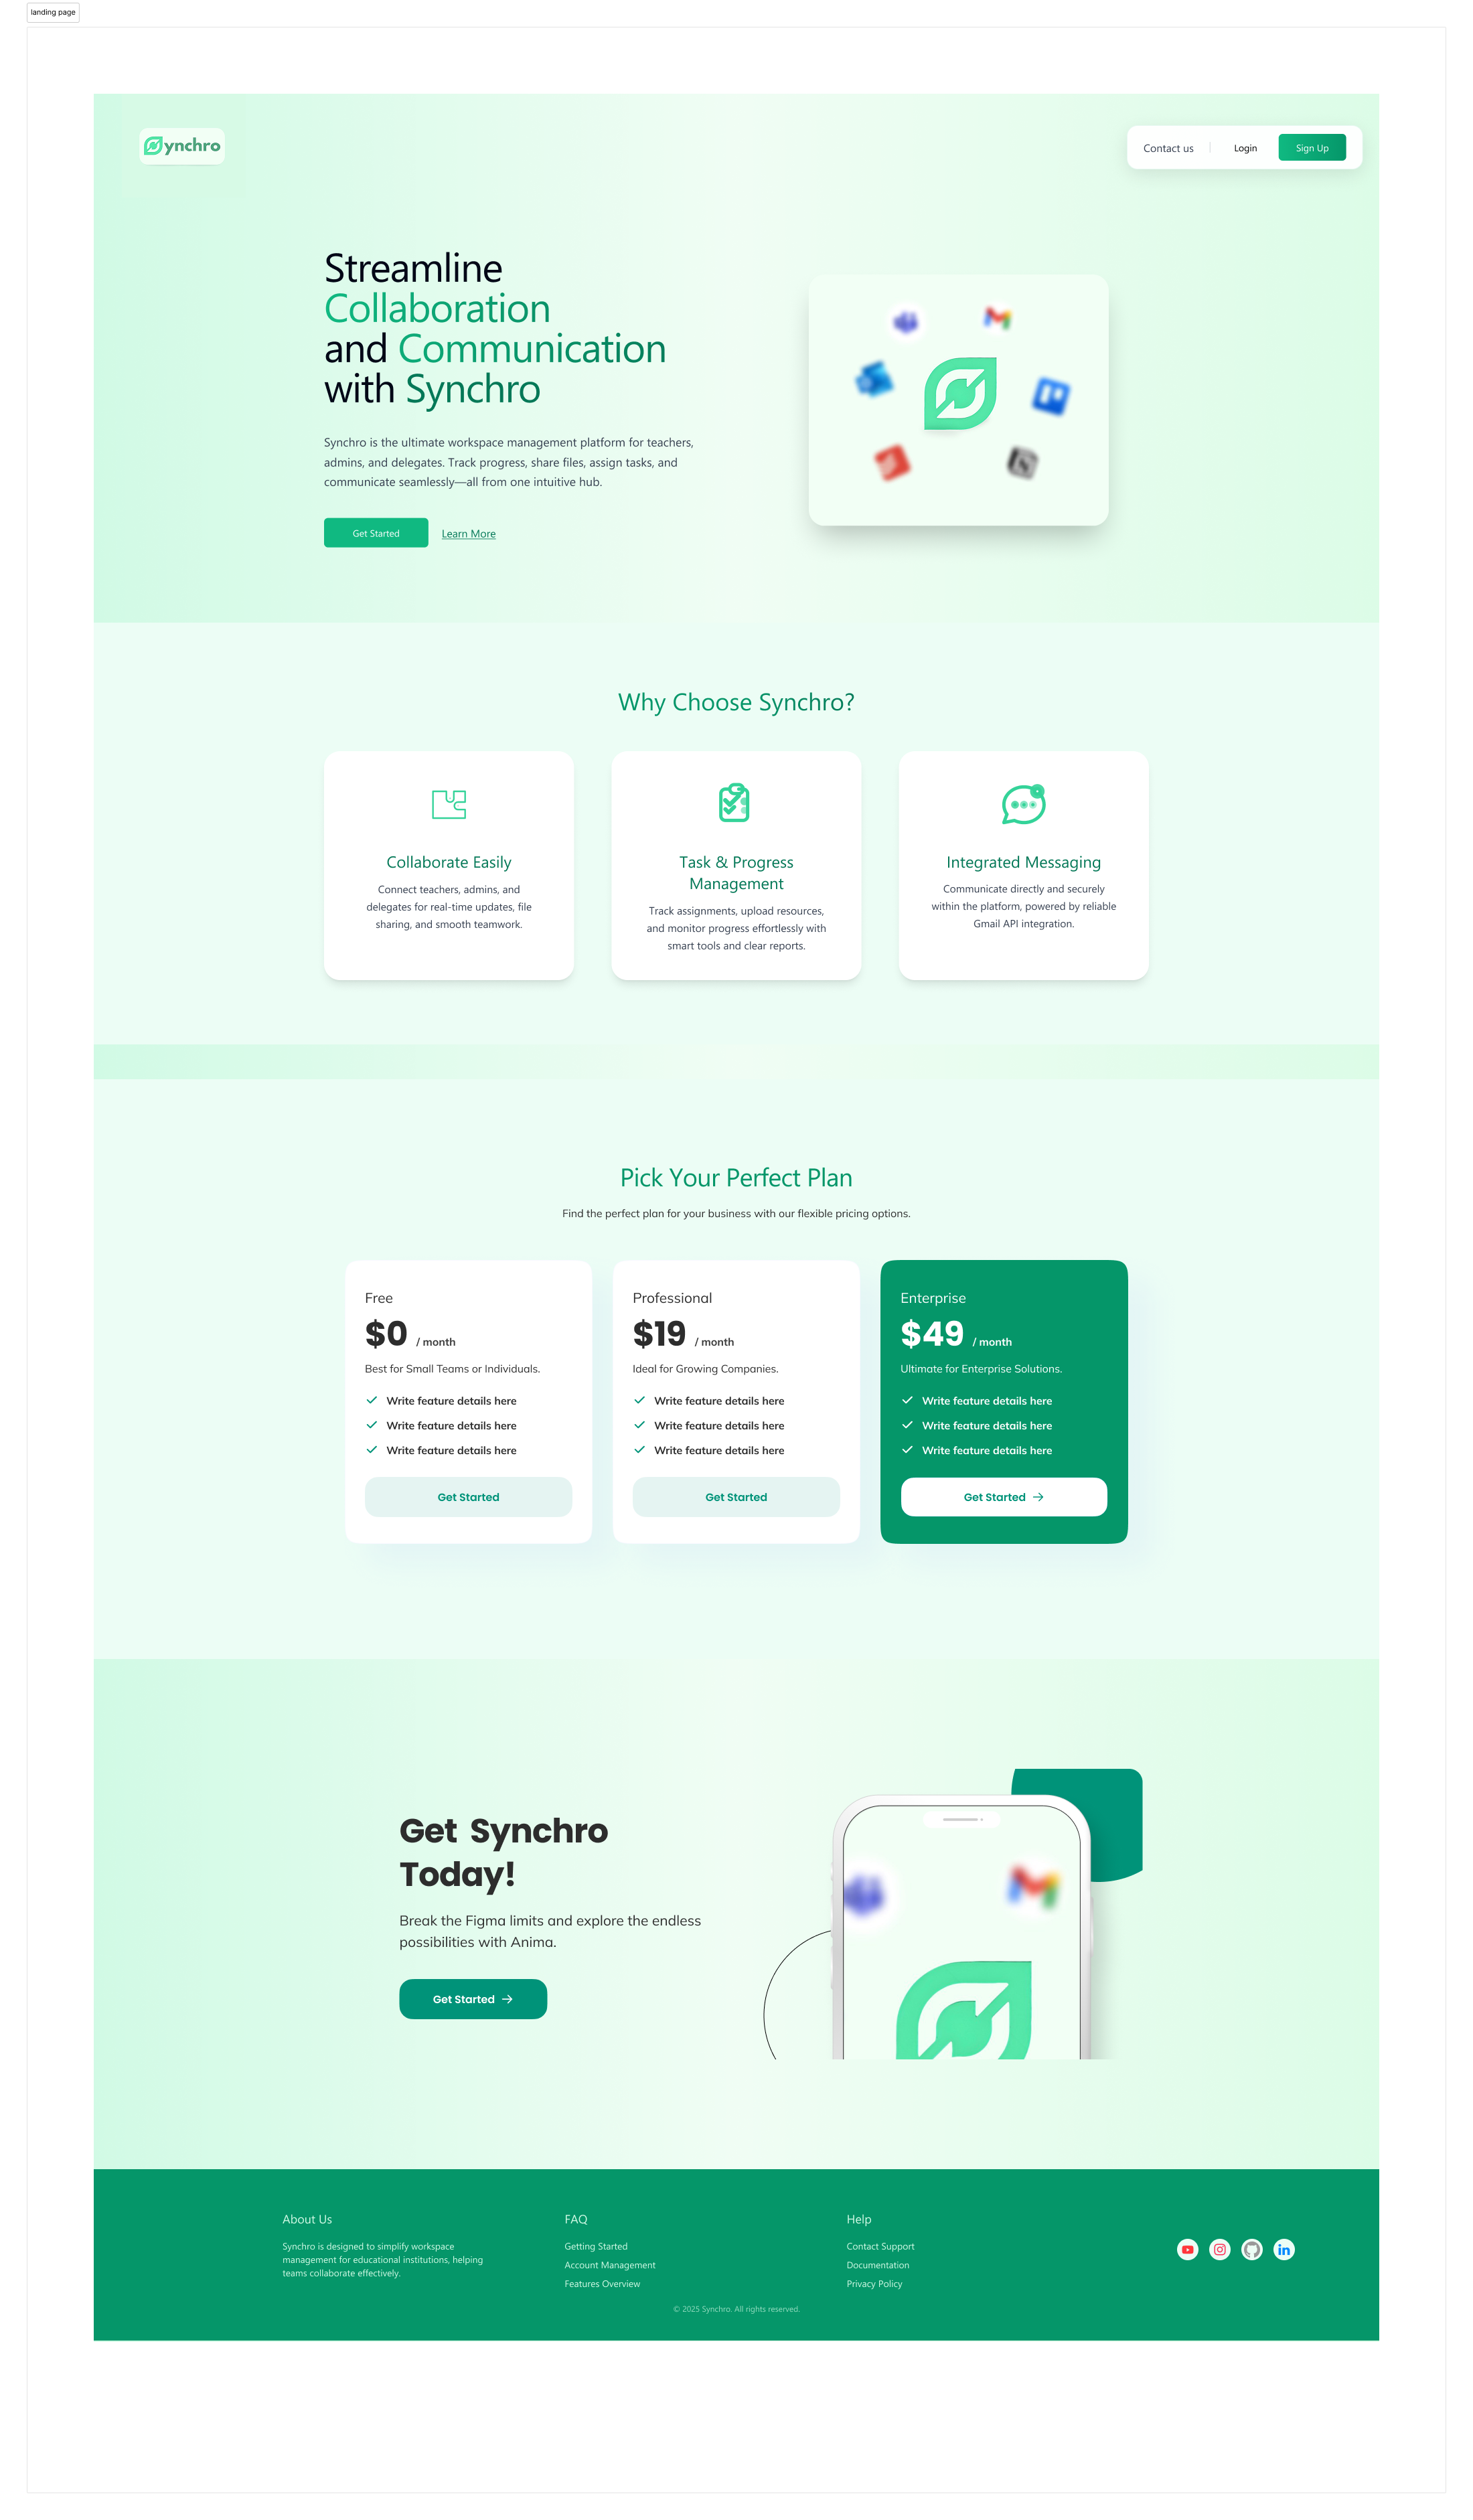 landing page
ynchro
Contact us
Login
Sign Up
Streamline
Collaboration
and Communication
with Synchro
Synchro is the ultimate workspace management platform for teachers,
admins, and delegates. Track progress, share files, assign tasks, and
communicate seamlessly—all from one intuitive hub.
Get Started
Learn More
Why Choose Synchro?
Collaborate Easily
Connect teachers, admins, and
delegates for real-time updates, file
sharing, and smooth teamwork.
Task & Progress
Management
Track assignments, upload resources,
and monitor progress effortlessly with
smart tools and clear reports.
Integrated Messaging
Communicate directly and securely
within the platform, powered by reliable
Gmail API integration.
Pick Your Perfect Plan
Find the perfect plan for your business with our flexible pricing options.
Free
$0 / month
Best for Small Teams or Individuals.
Write feature details here
Write feature details here
Write feature details here
Get Started
Professional
$19 / month
Ideal for Growing Companies.
Write feature details here
Write feature details here
Write feature details here
Get Started
Enterprise
$49 / month
Ultimate for Enterprise Solutions.
Write feature details here
Write feature details here
Write feature details here
Get Started
Get Synchro
Today!
Break the Figma limits and explore the endless
possibilities with Anima.
Get Started
About Us
Synchro is designed to simplify workspace
management for educational institutions, helping
teams collaborate effectively.
FAQ
Getting Started
Account Management
Features Overview
Help
Contact Support
Documentation
Privacy Policy
in
© 2025 Synchro. All rights reserved.